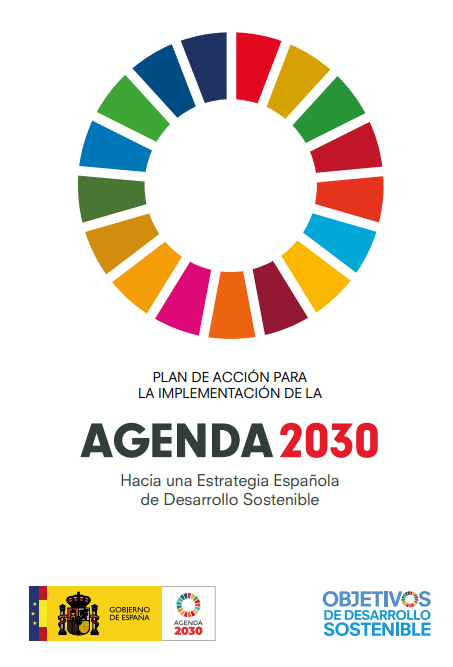 PLAN DE ACCIÓN PARA
LA IMPLEMENTACIÓN DE LA
AGENDA 2030
Hacia una Estrategia Española
de Desarrollo Sostenible
GOBIERNO
DE ESPAÑA
AGENDA
2030
OBJETIVOS
DE DESARROLLO
SOSTENIBLE